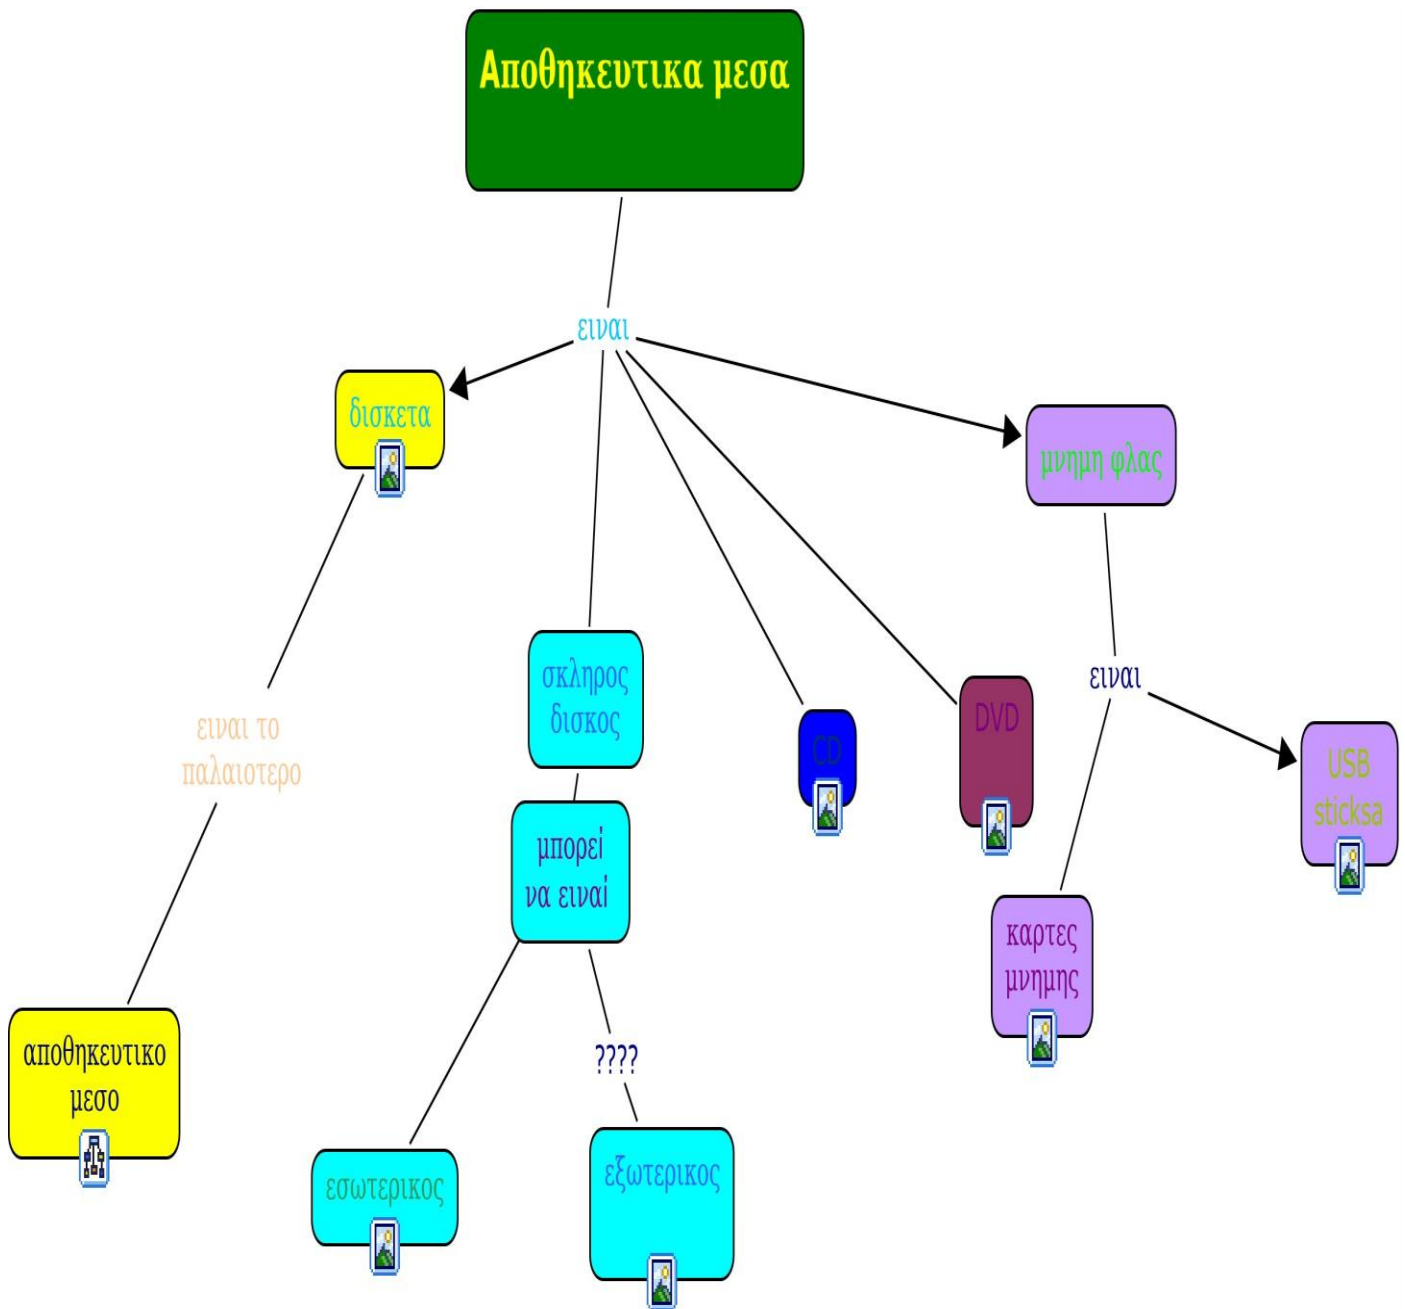 Αποθηκευτικα μεσα
ειναι
δισκετα
μνημη φλας
σκληρος
δισκος
CD
DVD
ειναι
USB
sticksa
ειναι το
παλαιοτερο
μπορεί
να ειναί
καρτες
μνημης
αποθηκευτικο
μεσο
????
εσωτερικος
εξωτερικος